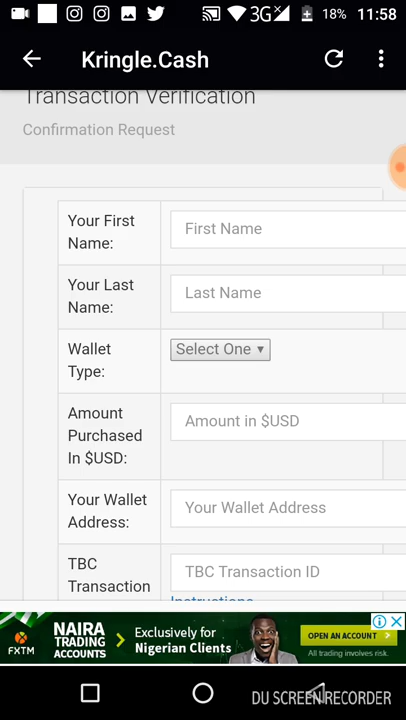 3G 18% 11:58
Kringle.Cash
Transaction Verification
Confirmation Request
Your First
Name:
First Name
Your Last
Name:
Last Name
Wallet
Type:
Select One
Amount
Purchased
In $USD:
Amount in $USD
Your Wallet
Address:
Your Wallet Address
TBC
Transaction
TBC Transaction ID
Instructions
FXTM
NAIRA
TRADING
ACCOUNTS
Exclusively for
Nigerian Clients
OPEN AN ACCOUNT
All trading involves risk.
DU SCREEN RECORDER